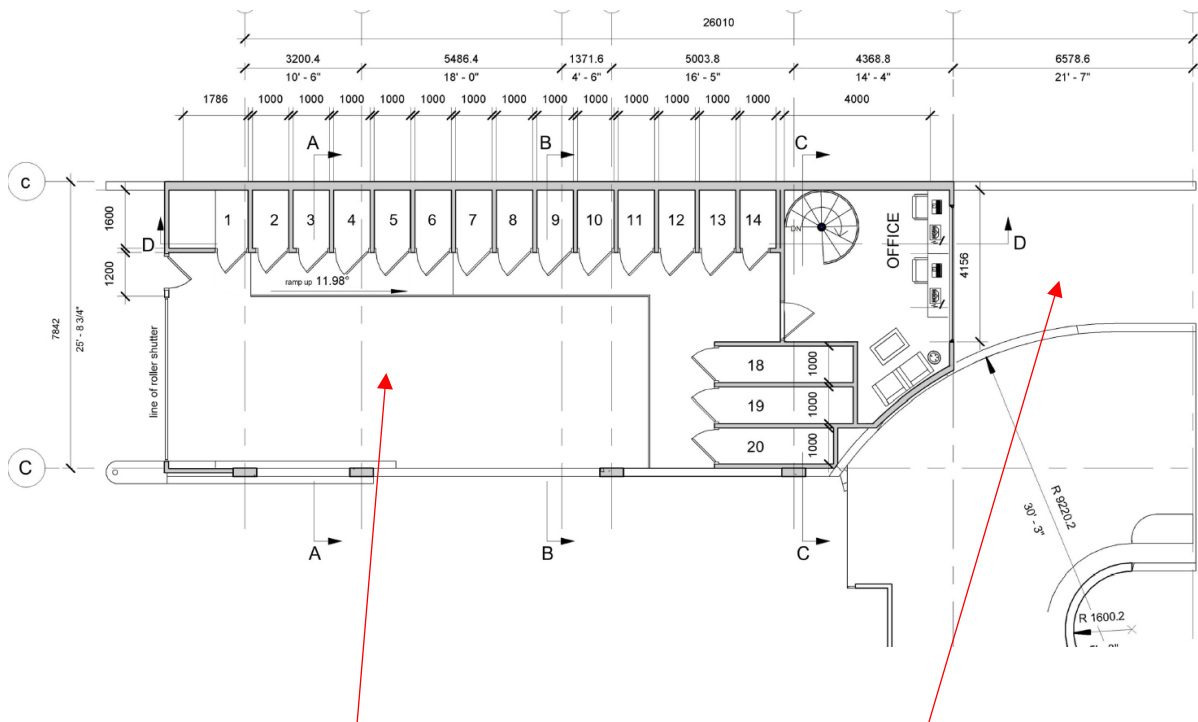 26010
3200.4 5486.4 1371.6 5003.8 4368.8 6578.6
10' - 6" 18' - 0" 4' - 6" 16' - 5" 14' - 4" 21' - 7"
1786 1000 1000 1000 1000 1000 1000 1000 1000 1000 1000 1000 1000 1000 4000
A B C
c
1600
1 2 3 4 5 6 7 8 9 10 11 12 13 14
DN
OFFICE
D D
4156
1200
ramp up 11.98°
7842
25' - 8 3/4"
line of roller shutter
18 1000
19 1000
20 1000
C
R 9220.2
30' - 3"
A B C
R 1600.2